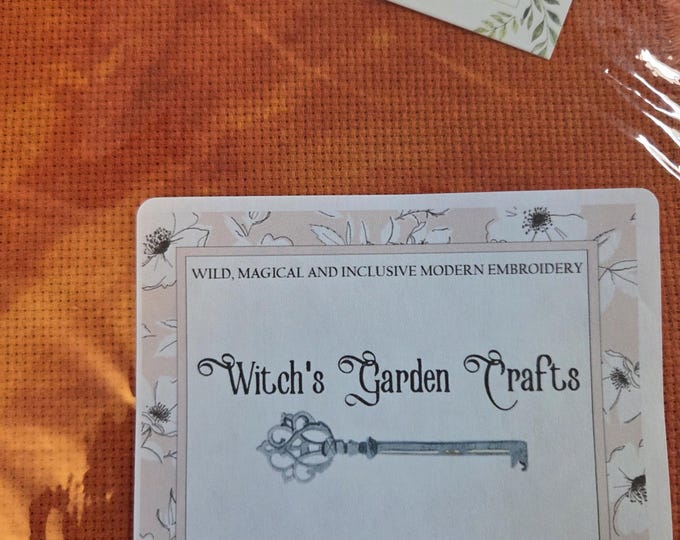 WILD, MAGICAL AND INCLUSIVE MODERN EMBROIDERY
Witch's Garden Crafts